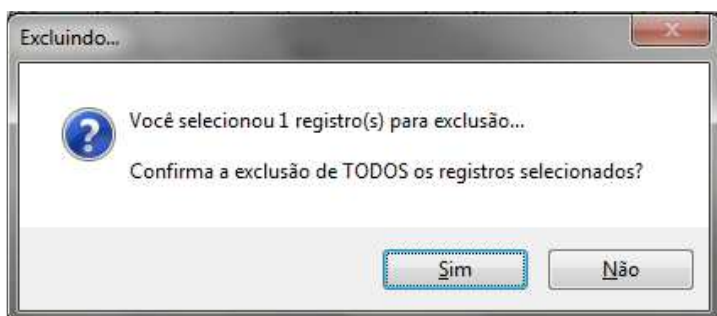 Excluindo...
Você selecionou 1 registro(s) para exclusão...
Confirma a exclusão de TODOS os registros selecionados?
Sim
Não